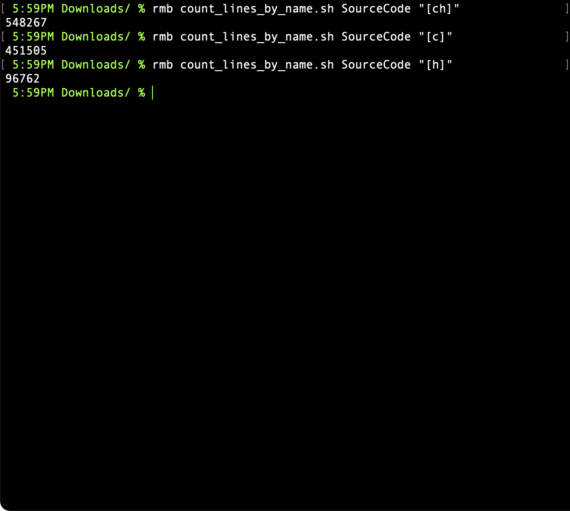 [ 5:59PM Downloads/ % rmb count_lines_by_name.sh SourceCode "[ch]" ]
548267
[ 5:59PM Downloads/ % rmb count_lines_by_name.sh SourceCode "[c]" ]
451505
[ 5:59PM Downloads/ % rmb count_lines_by_name.sh SourceCode "[h]" ]
96762
5:59PM Downloads/ %